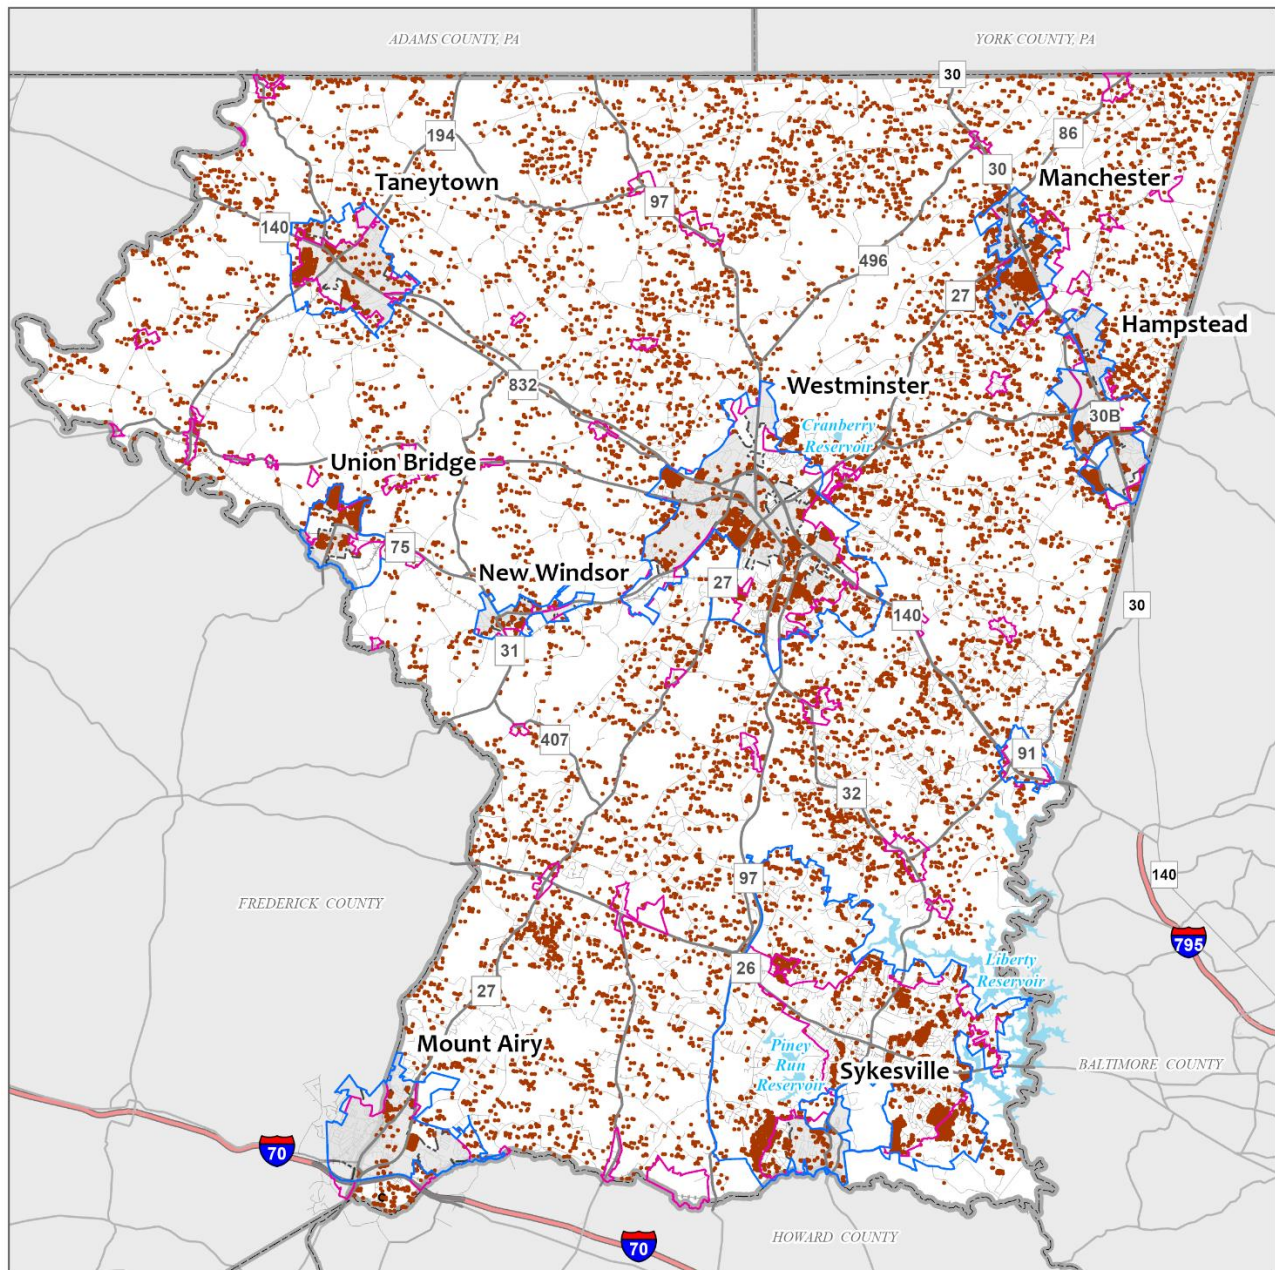 ADAMS COUNTY, PA
YORK COUNTY, PA
30
194
86
30
Taneytown
Manchester
97
140
496
27
Hampstead
832
Westminster
30B
Cranberry
Reservoir
Union Bridge
75
New Windsor
27
30
140
31
407
91
32
97
140
FREDERICK COUNTY
795
26
Liberty
Reservoir
27
Mount Airy
Piney
Run
Reservoir
Sykesville
BALTIMORE COUNTY
70
HOWARD COUNTY
70